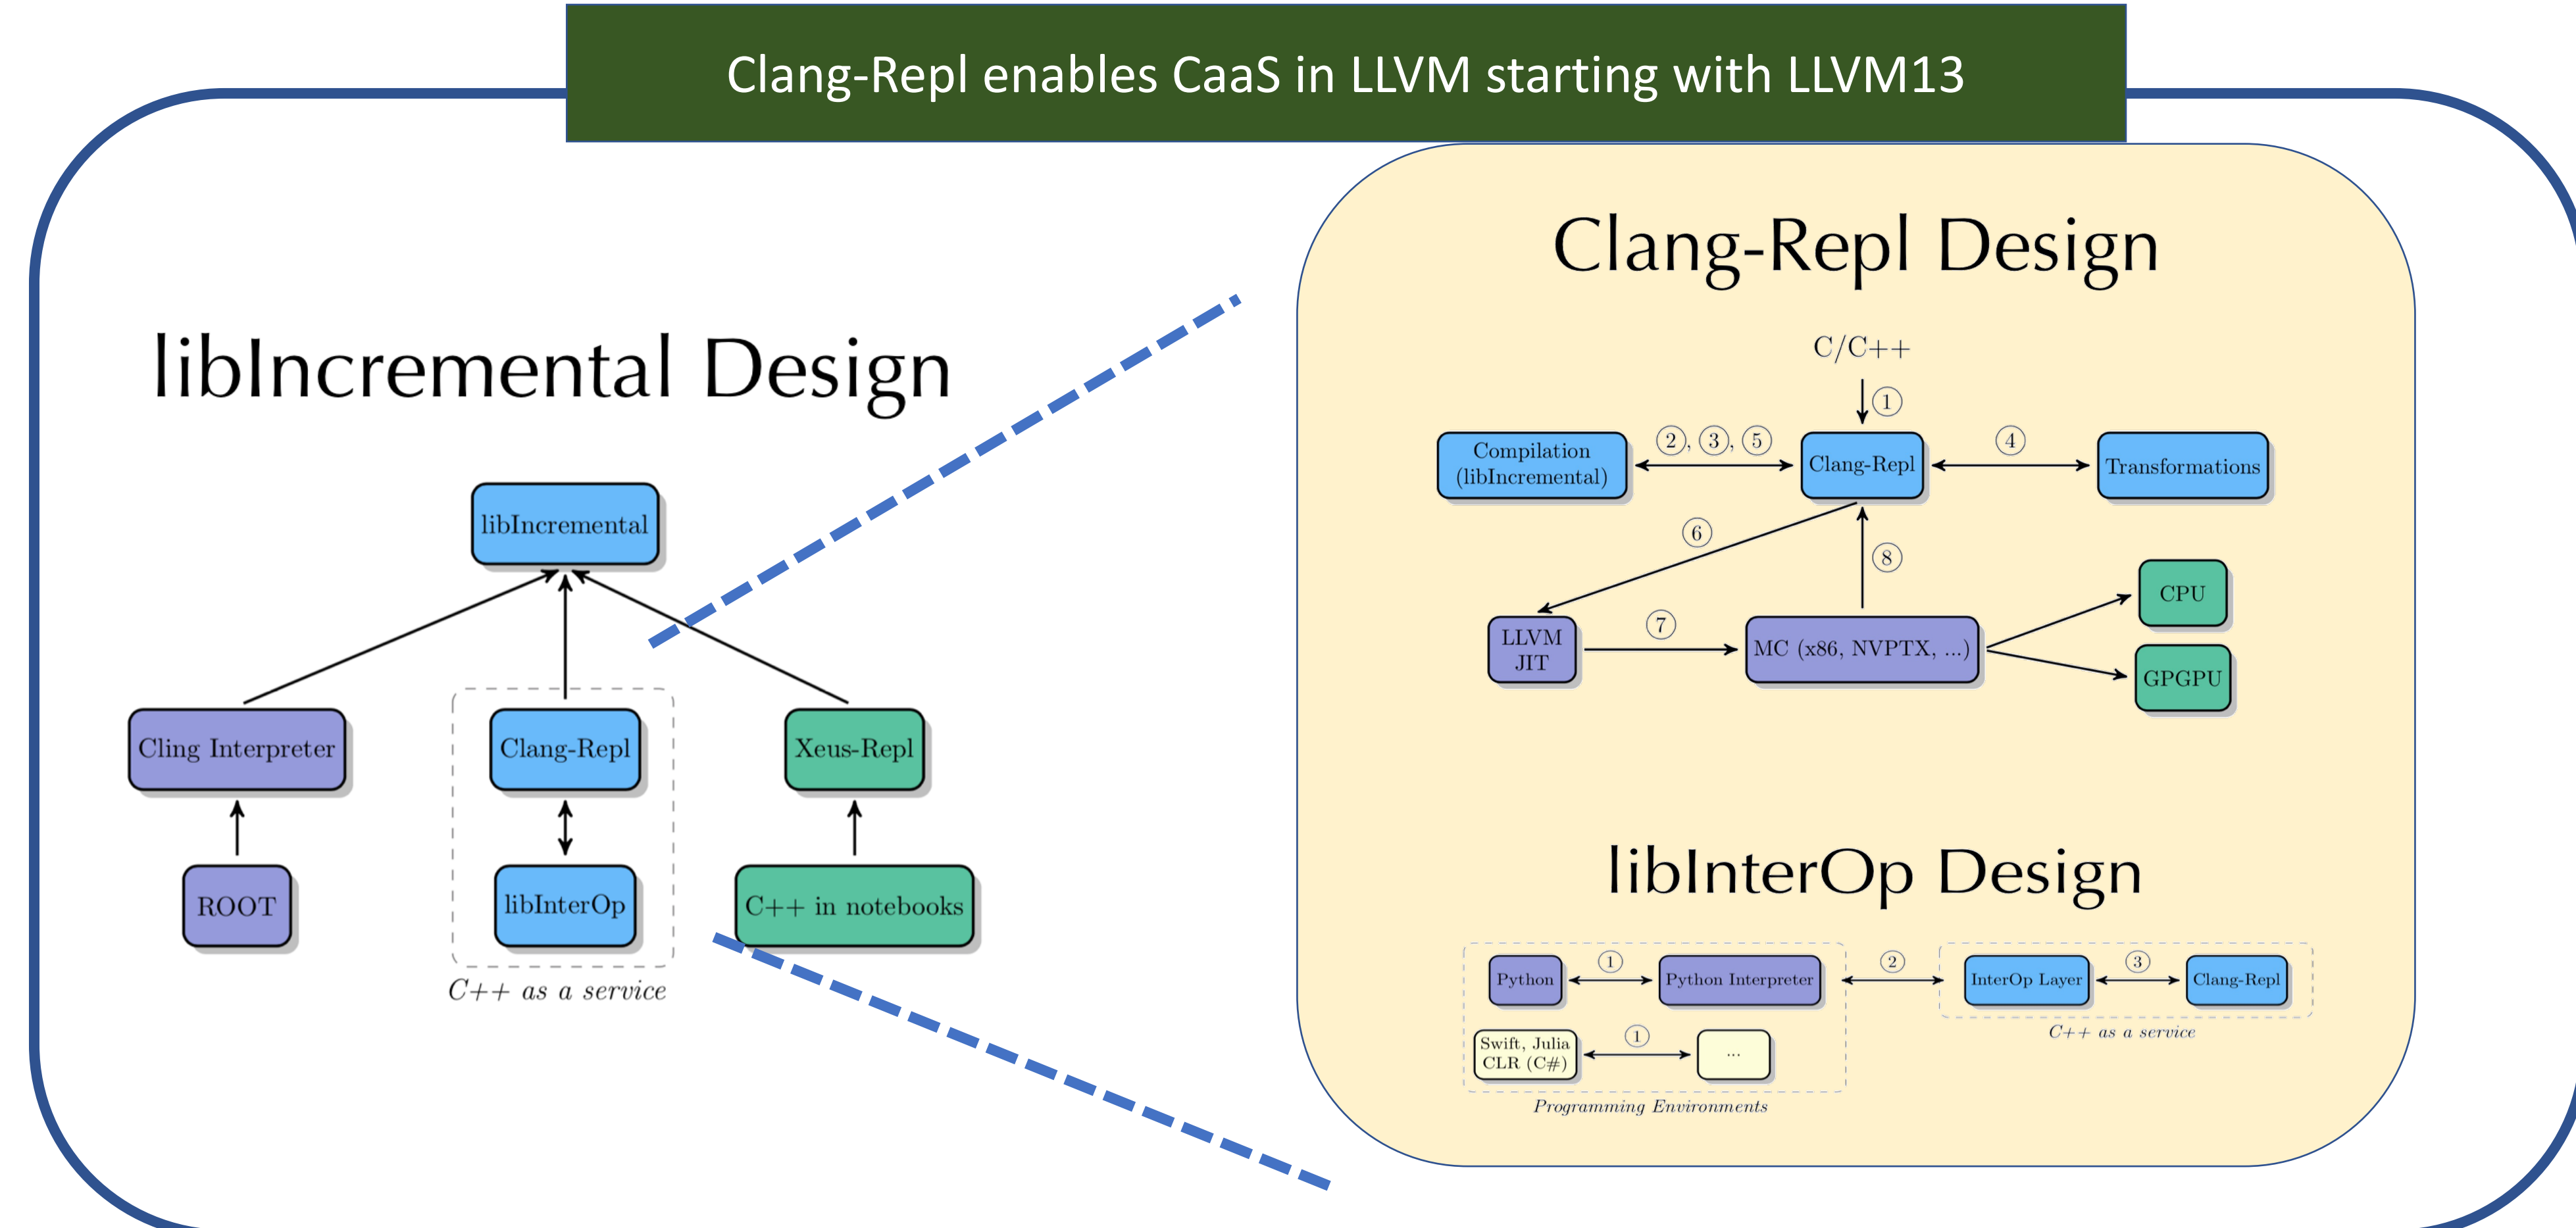 Clang-Repl enables CaaS in LLVM starting with LLVM13
libIncremental Design
libIncremental
Cling Interpreter
Clang-Repl
Xeus-Repl
ROOT
libInterOp
C++ in notebooks
C++ as a service
Clang-Repl Design
C/C++
1
Compilation
(libIncremental)
2, 3, 5
Clang-Repl
4
Transformations
6
8
CPU
LLVM
JIT
7
MC (x86, NVPTX, ...)
GPGPU
libInterOp Design
Python
1
Python Interpreter
2
InterOp Layer
3
Clang-Repl
C++ as a service
Swift, Julia
CLR (C#)
1
...
Programming Environments